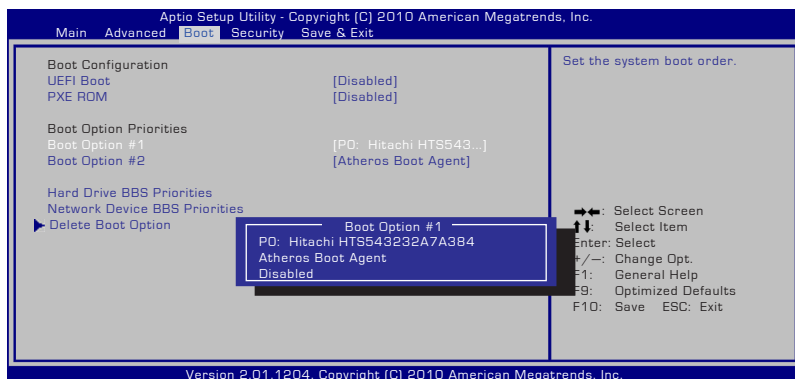 Aptio Setup Utility - Copyright (C) 2010 American Megatrends, Inc.
Main Advanced Boot Security Save & Exit
Boot Configuration
UEFI Boot [Disabled]
PXE ROM [Disabled]
Boot Option Priorities
Boot Option #1 [P0: Hitachi HTS543...]
Boot Option #2 [Atheros Boot Agent]
Hard Drive BBS Priorities
Network Device BBS Priorities
Delete Boot Option
Boot Option #1
P0: Hitachi HTS543232A7A384
Atheros Boot Agent
Disabled
Set the system boot order.
→←: Select Screen
↑↓: Select Item
Enter: Select
+/—: Change Opt.
F1: General Help
F9: Optimized Defaults
F10: Save ESC: Exit
Version 2.01.1204. Copyright (C) 2010 American Megatrends, Inc.